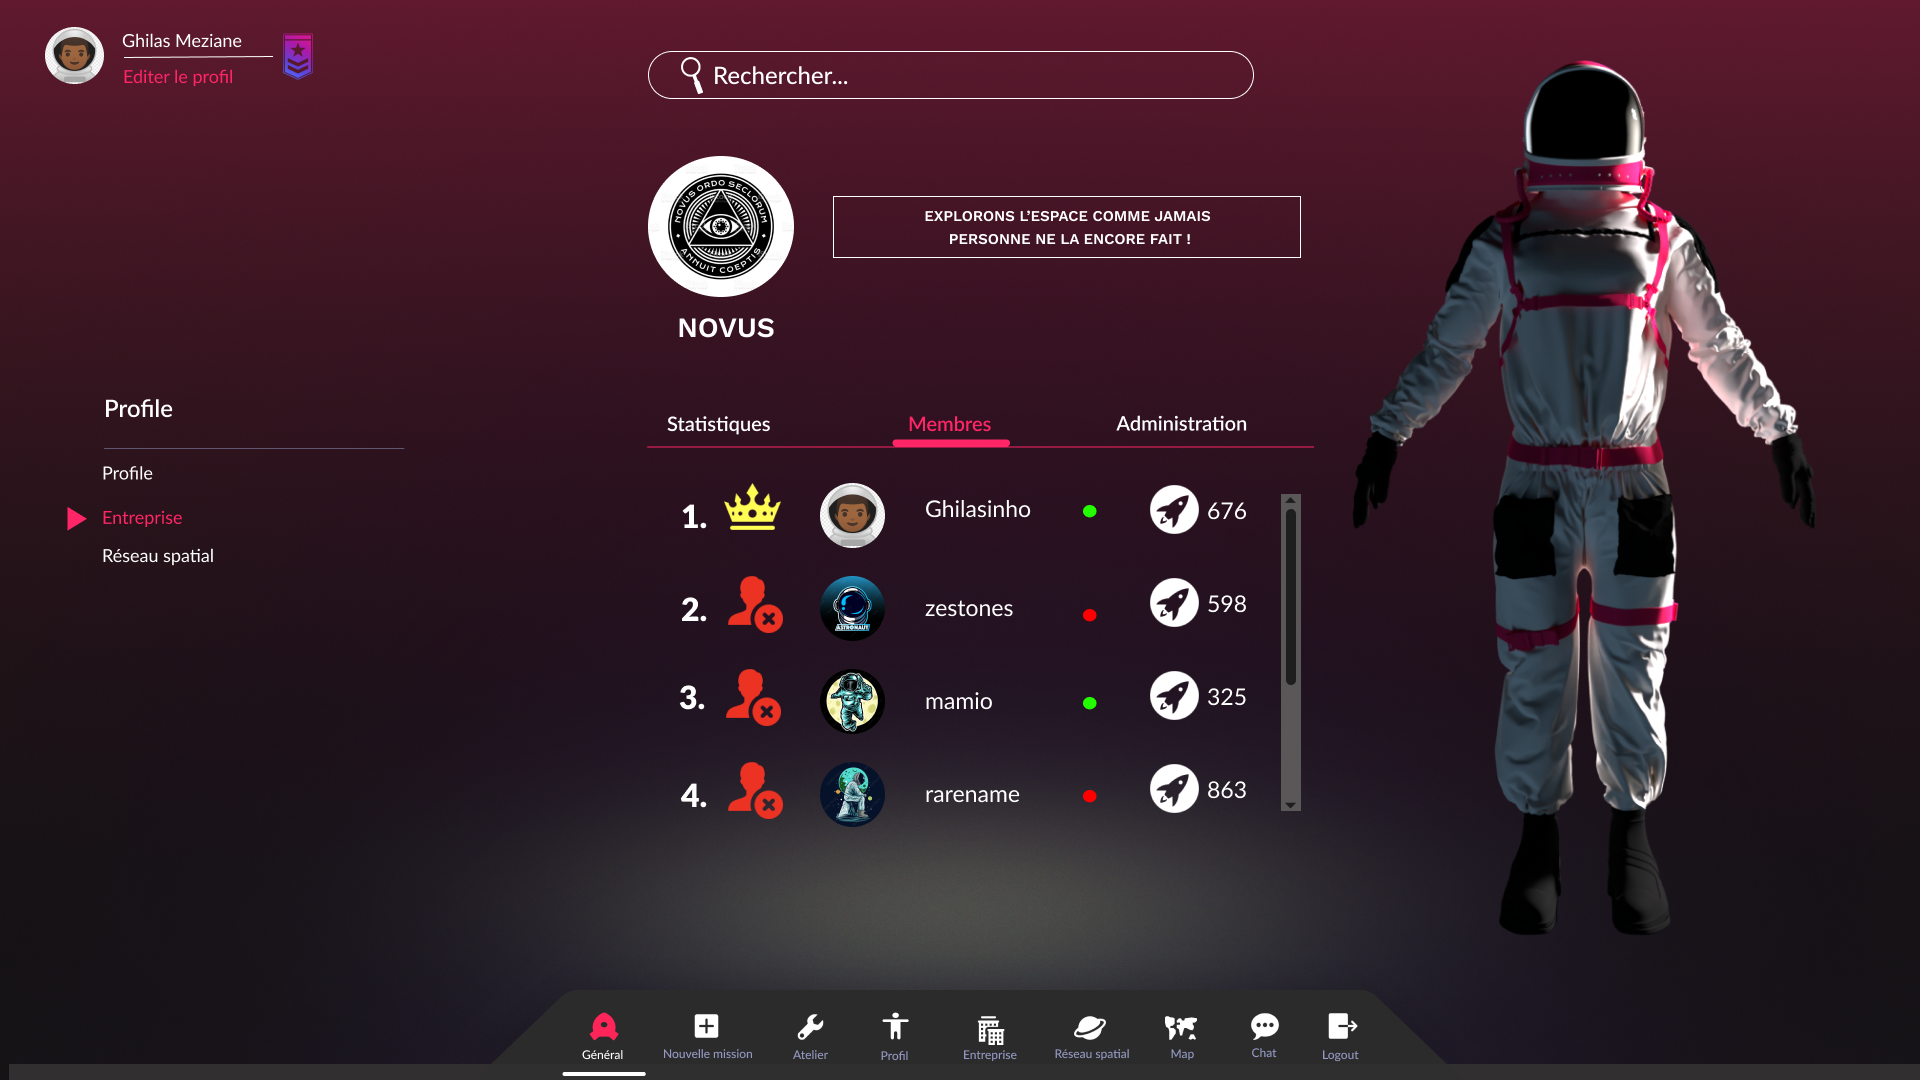 Ghilas Meziane
Editer le profil
Rechercher...
NOVUS ORDO SECLORUM
ANNUIT COEPTIS
EXPLORONS L'ESPACE COMME JAMAIS
PERSONNE NE LA ENCORE FAIT !
NOVUS
Profile
Profile
Entreprise
Réseau spatial
Statistiques Membres Administration
1. Ghilasinho 676
2. ASTRONAUT zestones 598
3. mamio 325
4. rarename 863
Général Nouvelle mission Atelier Profil Entreprise Réseau spatial Map Chat Logout